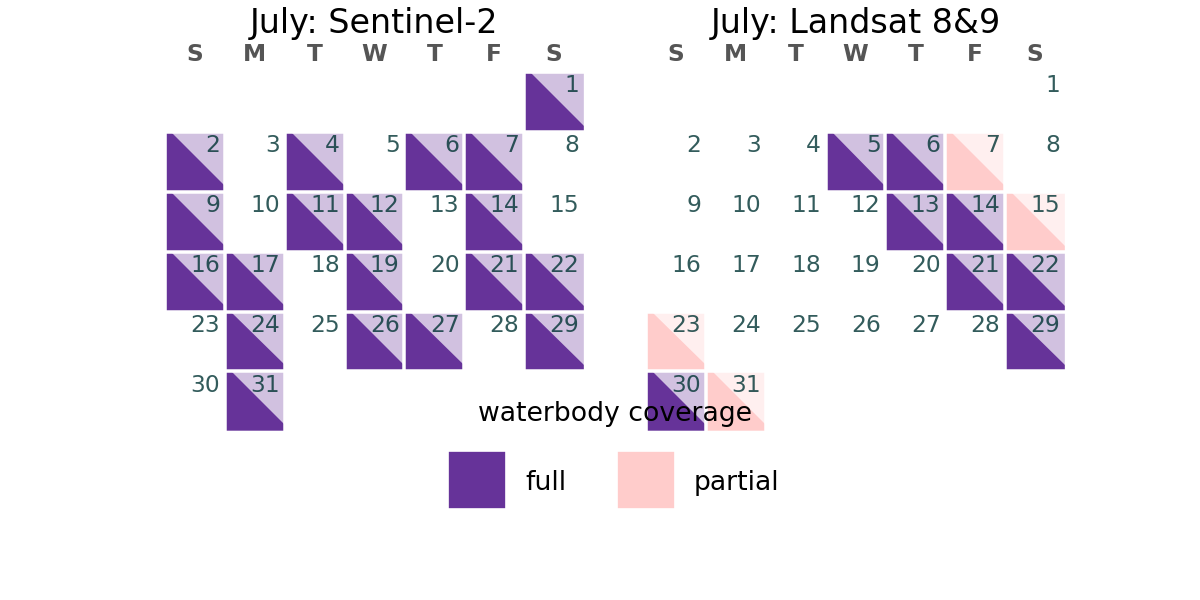 July: Sentinel-2
S M T W T F S
1
2 3 4 5 6 7 8
9 10 11 12 13 14 15
16 17 18 19 20 21 22
23 24 25 26 27 28 29
30 31
July: Landsat 8&9
S M T W T F S
1
2 3 4 5 6 7 8
9 10 11 12 13 14 15
16 17 18 19 20 21 22
23 24 25 26 27 28 29
30 31
waterbody coverage
full partial